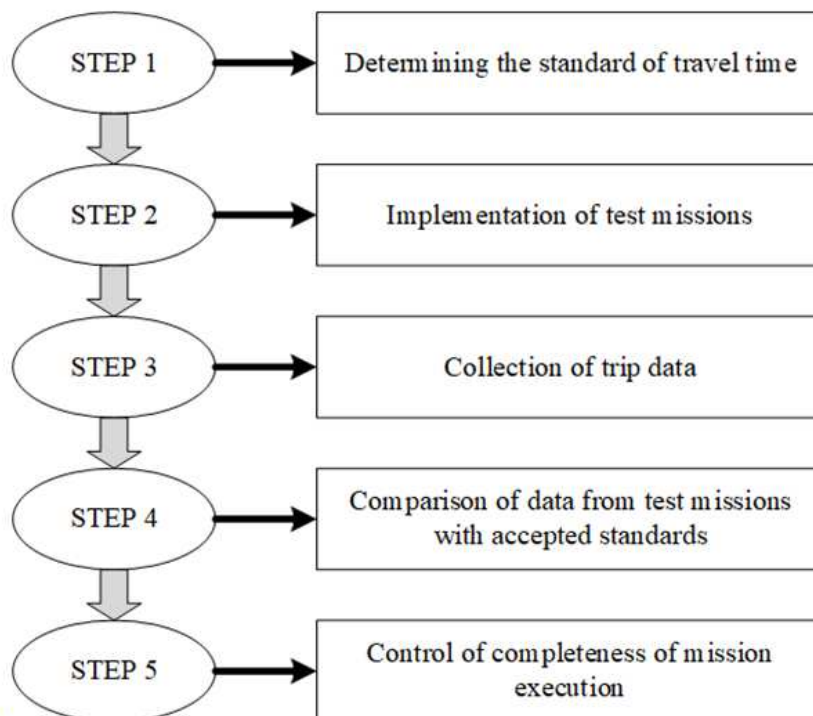 STEP 1
Determining the standard of travel time
STEP 2
Implementation of test missions
STEP 3
Collection of trip data
STEP 4
Comparison of data from test missions
with accepted standards
STEP 5
Control of completeness of mission
execution